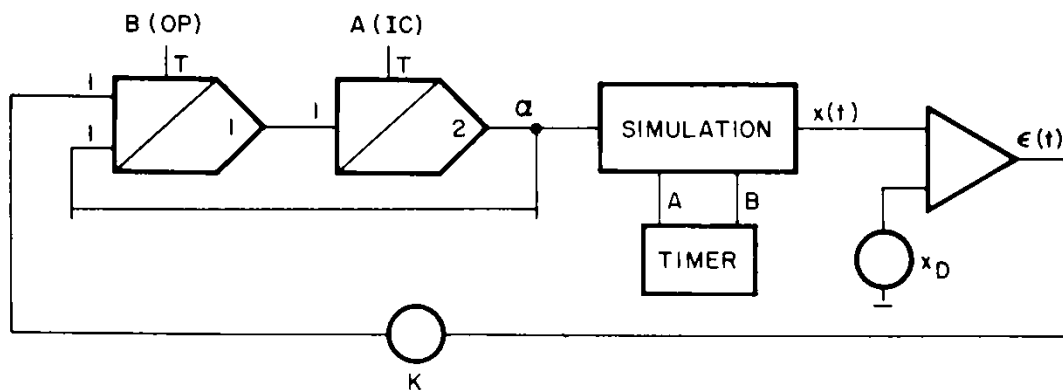 B (OP)
A (IC)
T
T
1
1
1
1
2
α
SIMULATION
x(t)
ϵ(t)
A
B
TIMER
x_D
K